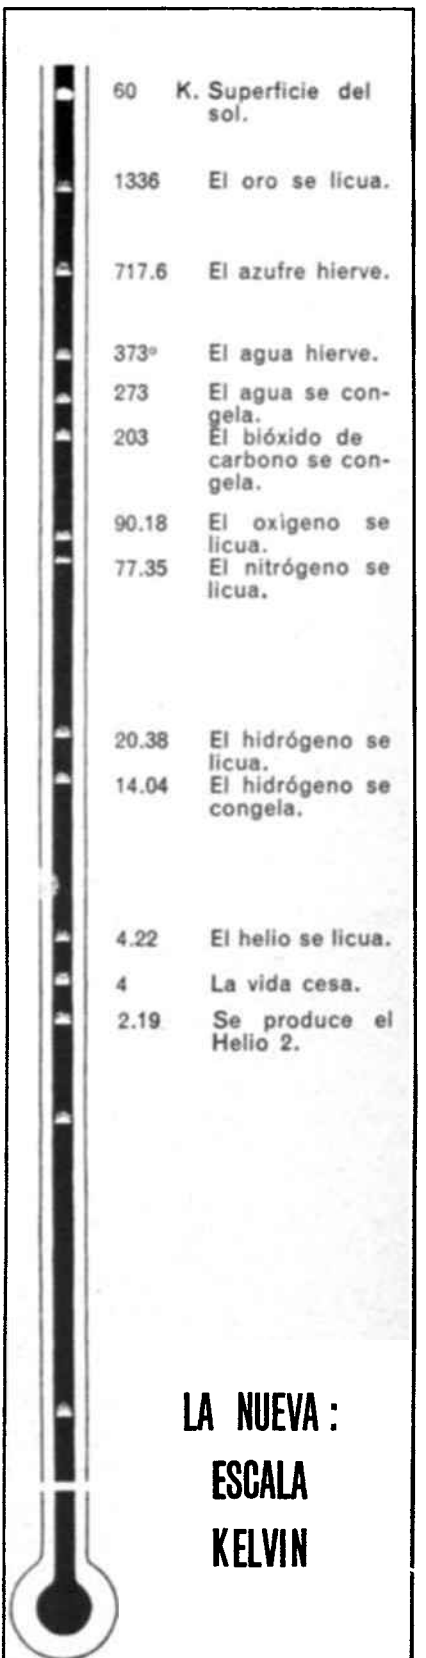 60 K. Superficie del
sol.
1336 El oro se licua.
717.6 El azufre hierve.
373º El agua hierve.
273 El agua se con-
gela.
203 El bióxido de
carbono se con-
gela.
90.18 El oxigeno se
licua.
77.35 El nitrógeno se
licua.
20.38 El hidrógeno se
licua.
14.04 El hidrógeno se
congela.
4.22 El helio se licua.
4 La vida cesa.
2.19 Se produce el
Helio 2.
LA NUEVA :
ESCALA
KELVIN